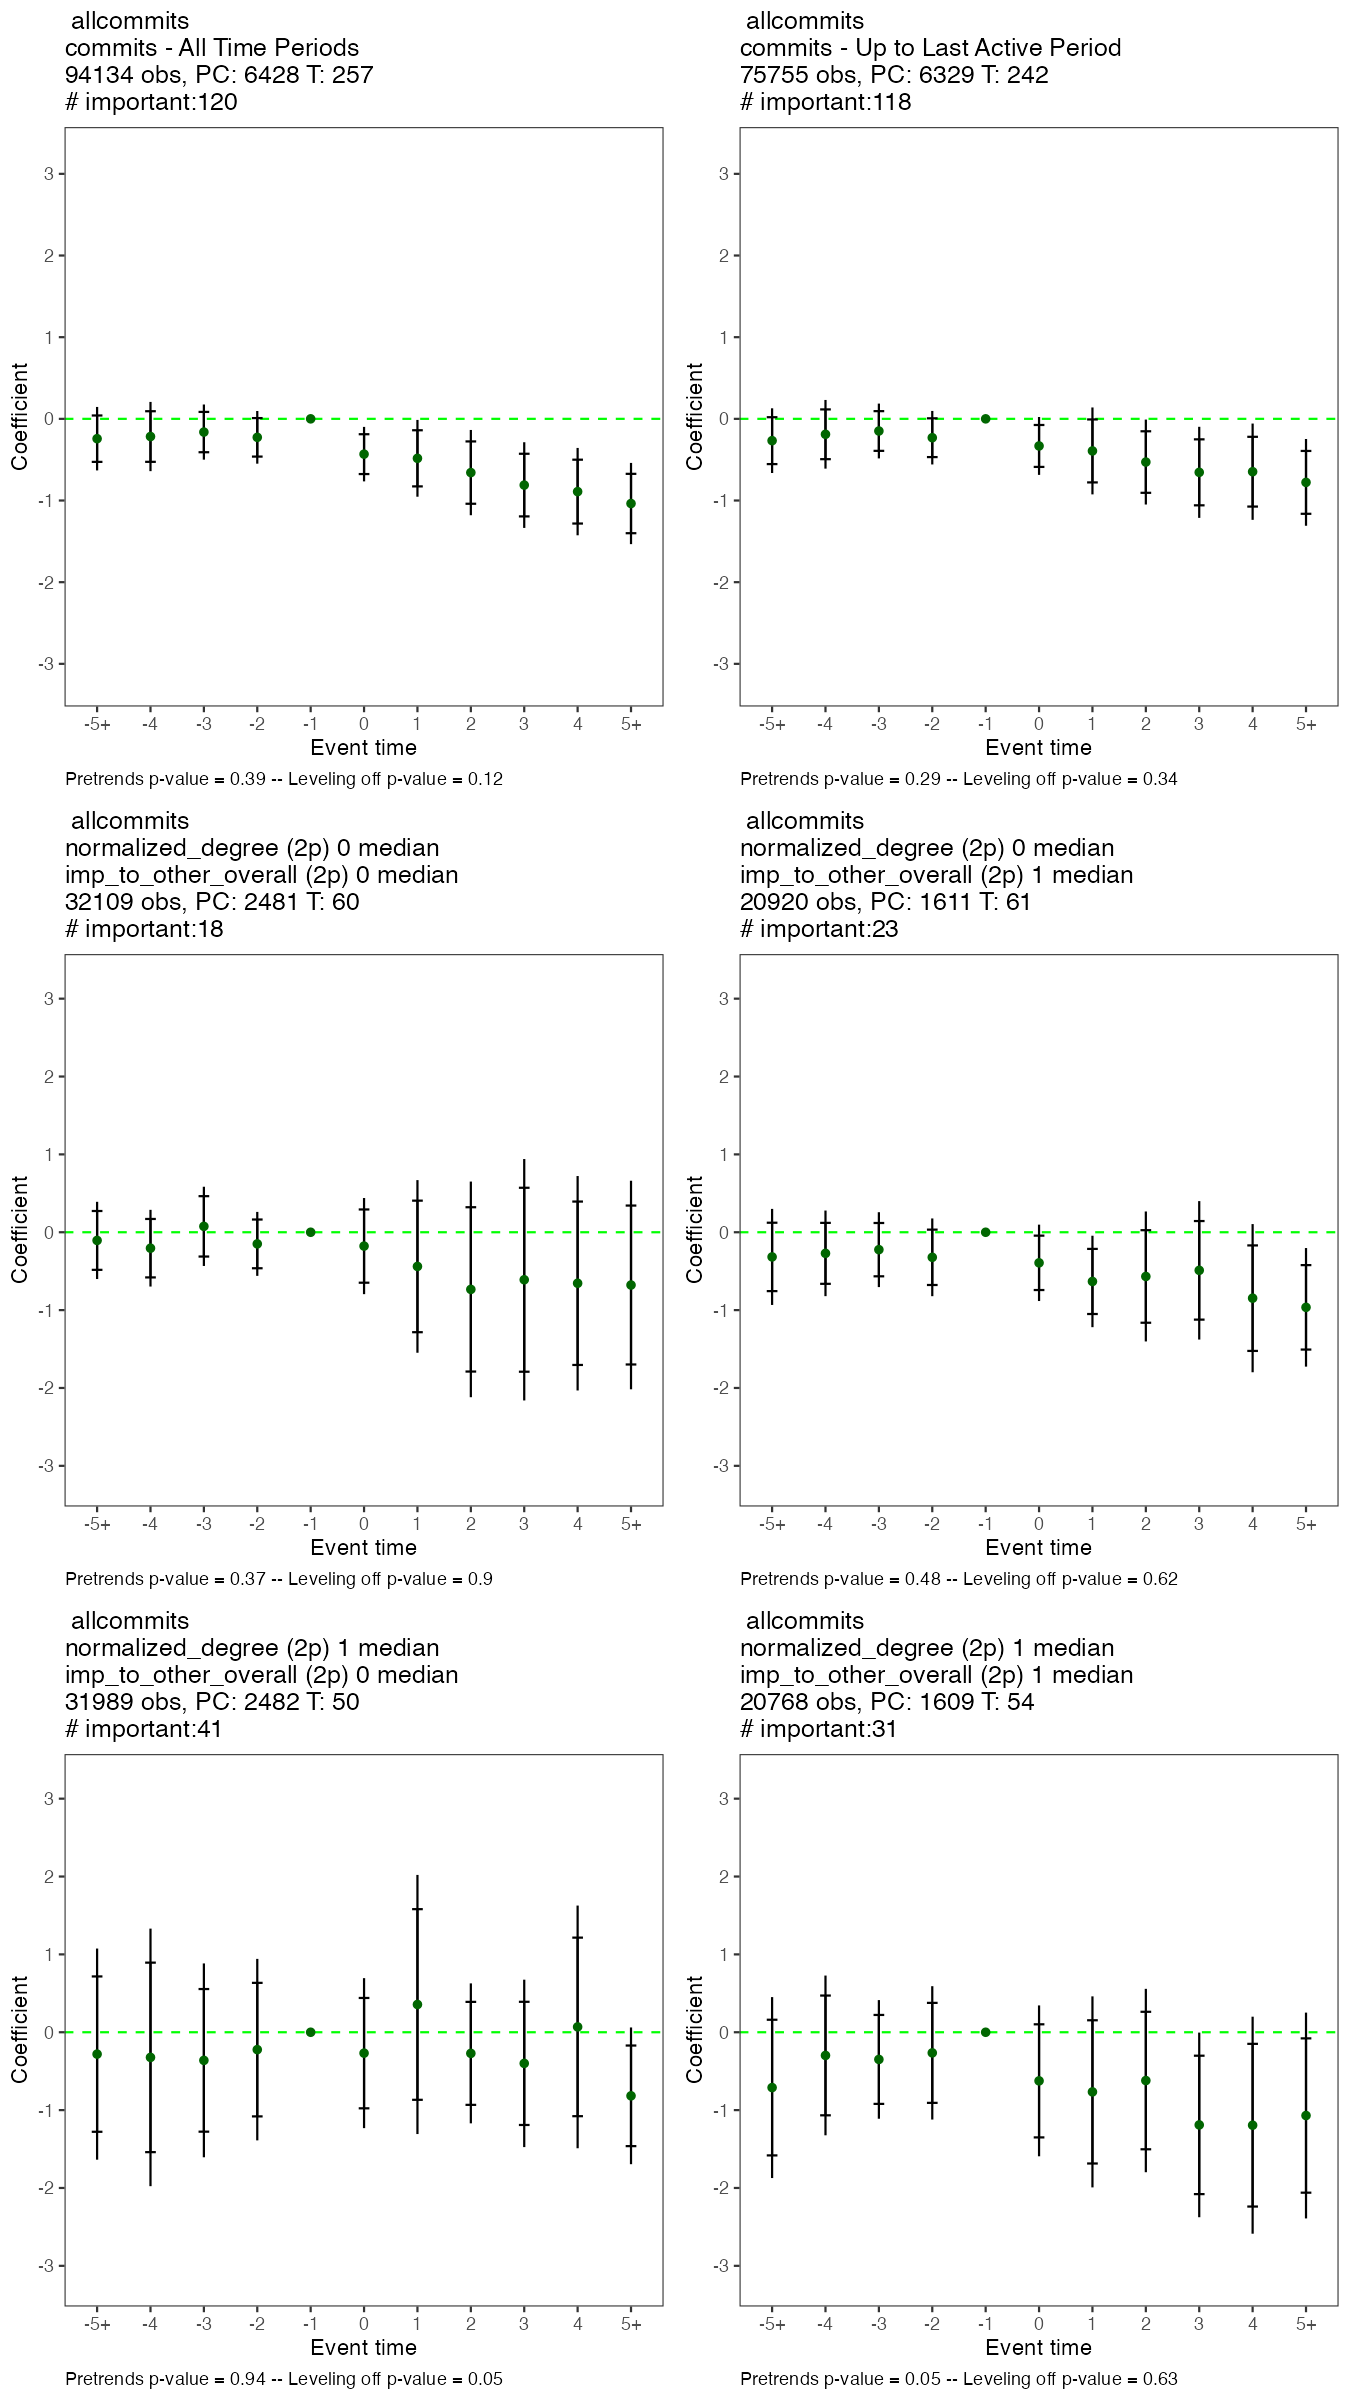 allcommits
commits - All Time Periods
94134 obs, PC: 6428 T: 257
# important:120
Coefficient
3
2
1
0
-1
-2
-3
-5+ -4 -3 -2 -1 0 1 2 3 4 5+
Event time
Pretrends p-value = 0.39 -- Leveling off p-value = 0.12
allcommits
commits - Up to Last Active Period
75755 obs, PC: 6329 T: 242
# important:118
Coefficient
3
2
1
0
-1
-2
-3
-5+ -4 -3 -2 -1 0 1 2 3 4 5+
Event time
Pretrends p-value = 0.29 -- Leveling off p-value = 0.34
allcommits
normalized_degree (2p) 0 median
imp_to_other_overall (2p) 0 median
32109 obs, PC: 2481 T: 60
# important:18
Coefficient
3
2
1
0
-1
-2
-3
-5+ -4 -3 -2 -1 0 1 2 3 4 5+
Event time
Pretrends p-value = 0.37 -- Leveling off p-value = 0.9
allcommits
normalized_degree (2p) 0 median
imp_to_other_overall (2p) 1 median
20920 obs, PC: 1611 T: 61
# important:23
Coefficient
3
2
1
0
-1
-2
-3
-5+ -4 -3 -2 -1 0 1 2 3 4 5+
Event time
Pretrends p-value = 0.48 -- Leveling off p-value = 0.62
allcommits
normalized_degree (2p) 1 median
imp_to_other_overall (2p) 0 median
31989 obs, PC: 2482 T: 50
# important:41
Coefficient
3
2
1
0
-1
-2
-3
-5+ -4 -3 -2 -1 0 1 2 3 4 5+
Event time
Pretrends p-value = 0.94 -- Leveling off p-value = 0.05
allcommits
normalized_degree (2p) 1 median
imp_to_other_overall (2p) 1 median
20768 obs, PC: 1609 T: 54
# important:31
Coefficient
3
2
1
0
-1
-2
-3
-5+ -4 -3 -2 -1 0 1 2 3 4 5+
Event time
Pretrends p-value = 0.05 -- Leveling off p-value = 0.63